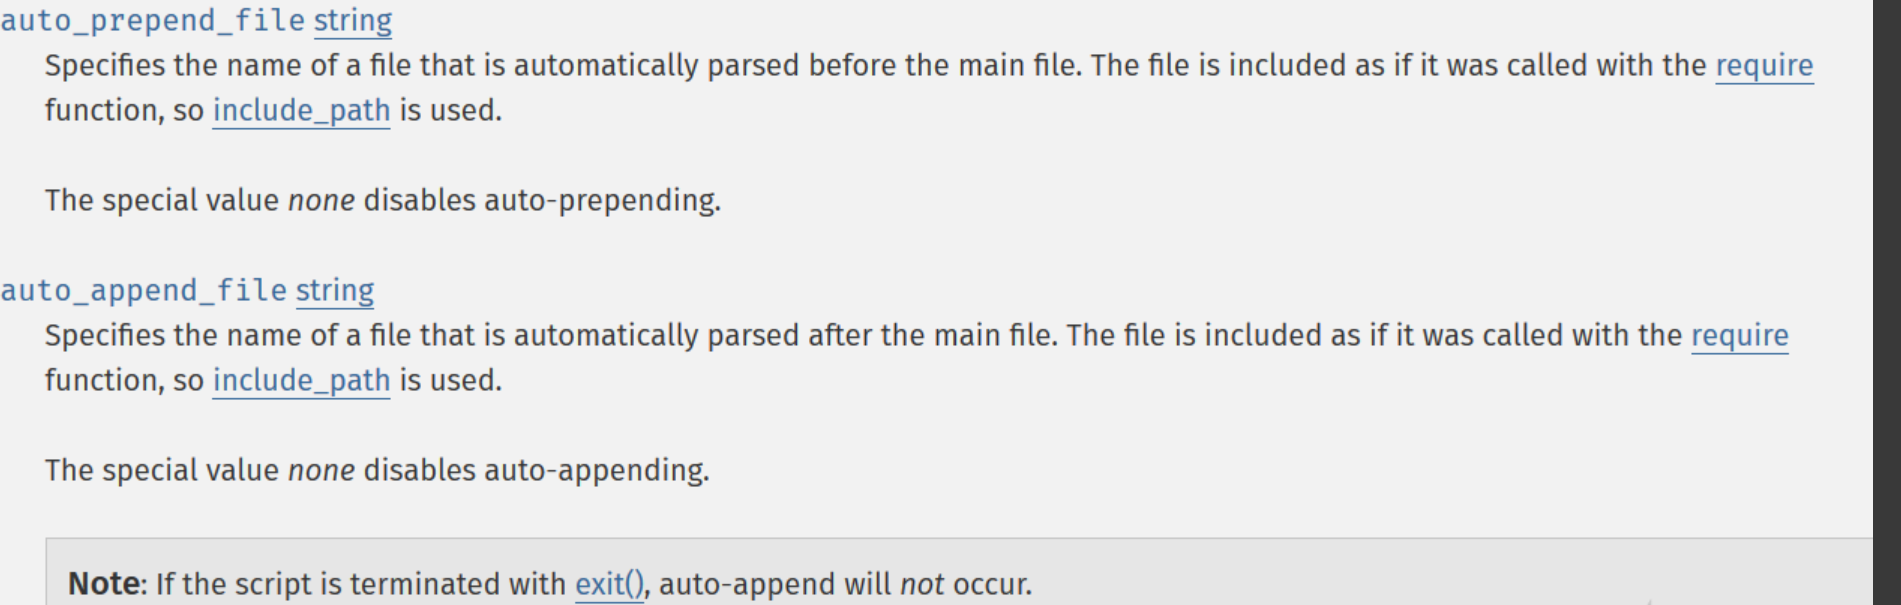 auto_prepend_file string
Specifies the name of a file that is automatically parsed before the main file. The file is included as if it was called with the require
function, so include_path is used.
The special value none disables auto-prepending.
auto_append_file string
Specifies the name of a file that is automatically parsed after the main file. The file is included as if it was called with the require
function, so include_path is used.
The special value none disables auto-appending.
Note: If the script is terminated with exit(), auto-append will not occur.